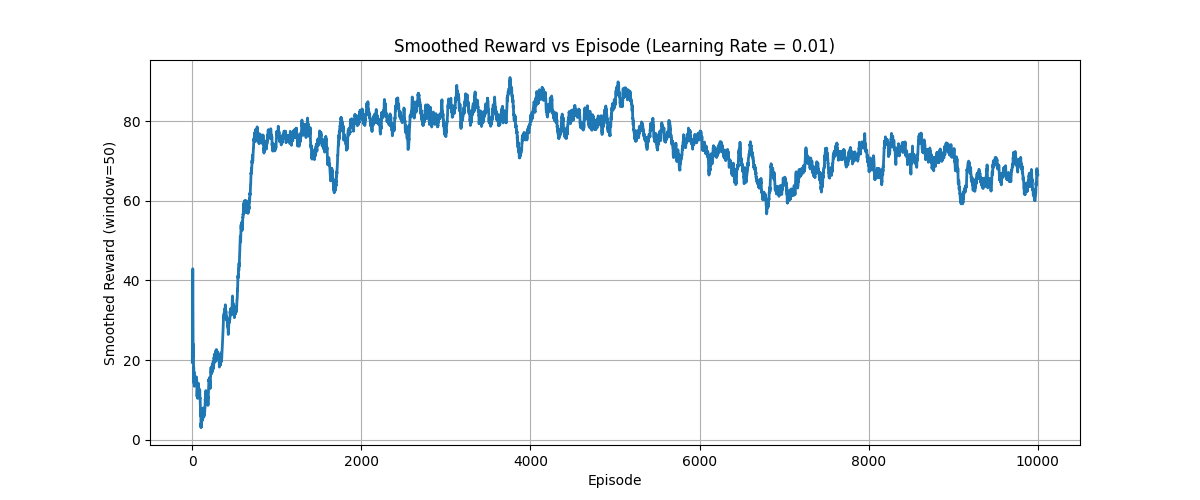 Smoothed Reward vs Episode (Learning Rate = 0.01)
Smoothed Reward (window=50)
80
60
40
20
0
0 2000 4000 6000 8000 10000
Episode